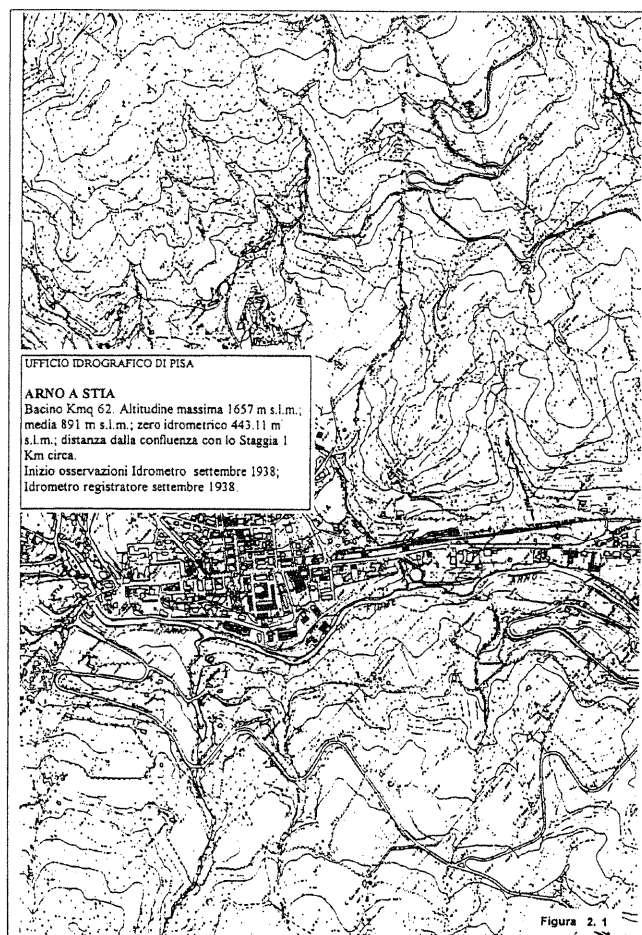 UFFICIO IDROGRAFICO DI PISA
ARNO A STIA
Bacino Kmq 62. Altitudine massima 1657 m s.l.m.;
media 891 m s.l.m.; zero idrometrico 443.11 m
s.l.m.; distanza dalla confluenza con lo Staggia 1
Km circa.
Inizio osservazioni Idrometro settembre 1938;
Idrometro registratore settembre 1938.
ARNO
FIUME
Figura 2. 1